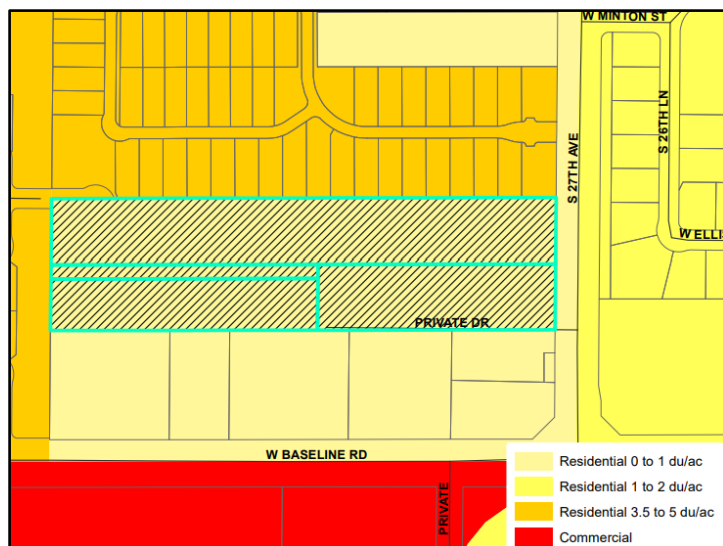 W MINTON ST
S 26TH LN
S 27TH AVE
W ELLIS
PRIVATE DR
W BASELINE RD
PRIVATE
Residential 0 to 1 du/ac
Residential 1 to 2 du/ac
Residential 3.5 to 5 du/ac
Commercial